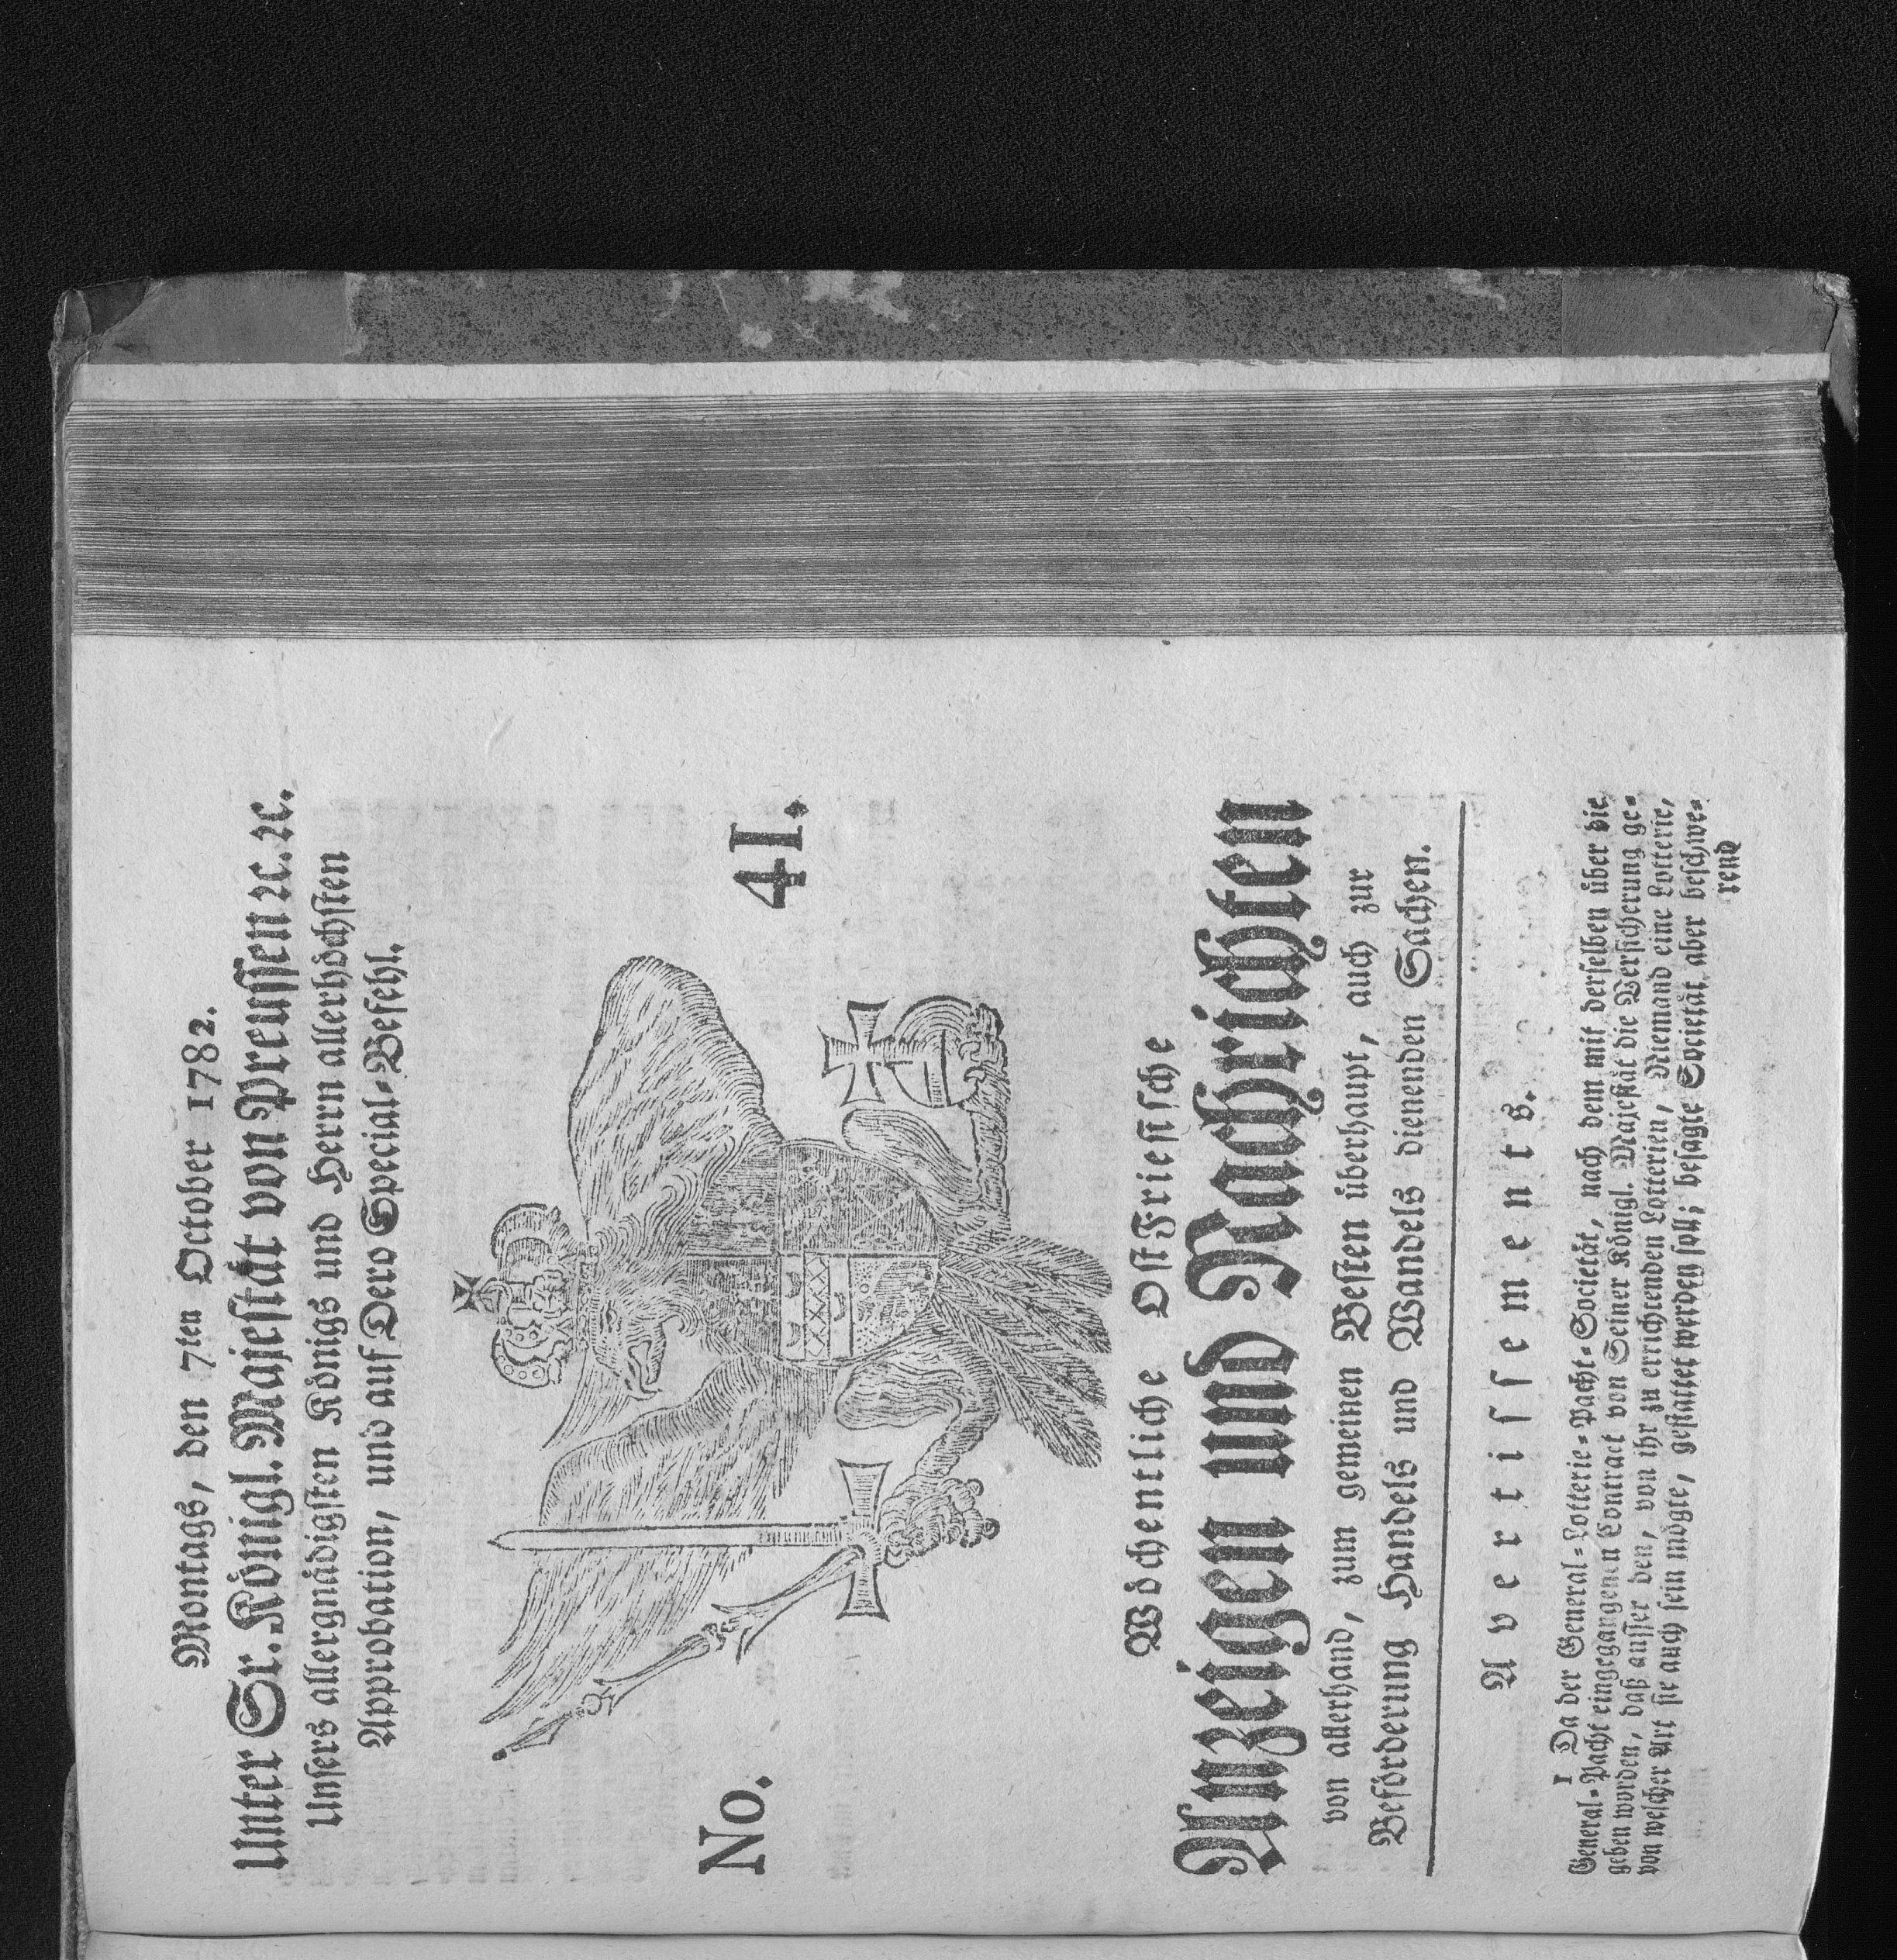 Montags, den 7ten October 1782.
Unter Sr. Königl. Majestät von Preussen ꝛc. ꝛc.
Unsers allergnädigsten Königs und Herrn allerhöchsten
Approbation, und auf Dero Special-Befehl.
No. 41.
Wöchentliche Ost-Friesische
Anzeigen und Nachrichten
von allerhand, zum gemeinen Besten überhaupt, auch zur
Beförderung Handels und Wandels dienenden Sachen.
Avertissements.
1 Da der General-Lotterie-Pacht-Societät, nach dem mit derselben über die
General-Pacht eingegangenen Contract von Seiner Königl. Majestät die Versicherung ge-
geben worden, daß ausser den, von ihr zu errichtenden Lotterien, Niemand eine Lotterie,
von welcher Art sie auch sein mögte, gestattet werden soll; besagte Societät aber beschwe-
rend